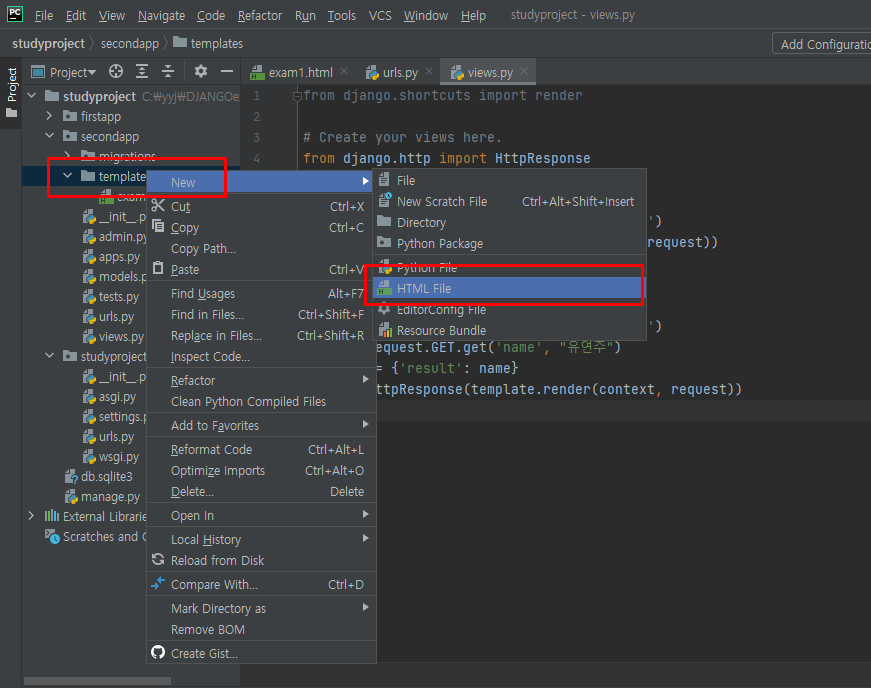 PC File Edit View Navigate Code Refactor Run Tools VCS Window Help studyproject - views.py
studyproject secondapp templates Add Configuratio
Project
Project
exam1.html urls.py views.py
studyproject C:₩yyj₩DJANGOe
firstapp
secondapp
migrations
template
exam
__init__.p
admin.py
apps.py
models.p
tests.py
urls.py
views.py
studyproject
__init__.p
asgi.py
settings.p
urls.py
wsgi.py
db.sqlite3
manage.py
External Librarie
Scratches and C
New
Cut Ctrl+X
Copy Ctrl+C
Copy Path...
Paste Ctrl+V
Find Usages Alt+F7
Find in Files... Ctrl+Shift+F
Replace in Files... Ctrl+Shift+R
Inspect Code...
Refactor
Clean Python Compiled Files
Add to Favorites
Reformat Code Ctrl+Alt+L
Optimize Imports Ctrl+Alt+O
Delete... Delete
Open In
Local History
Reload from Disk
Compare With... Ctrl+D
Mark Directory as
Remove BOM
Create Gist...
File
New Scratch File Ctrl+Alt+Shift+Insert
Directory
Python Package
Python File
HTML File
EditorConfig File
Resource Bundle
1 from django.shortcuts import render
2
3 # Create your views here.
4 from django.http import HttpResponse
')
request))
')
equest.GET.get('name', "유연주")
= {'result': name}
ttpResponse(template.render(context, request))